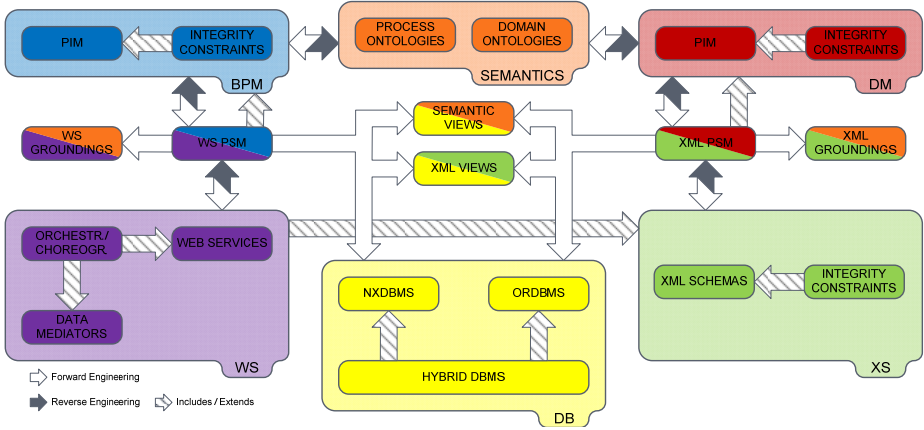 PIM
INTEGRITY
CONSTRAINTS
BPM
PROCESS
ONTOLOGIES
DOMAIN
ONTOLOGIES
SEMANTICS
PIM
INTEGRITY
CONSTRAINTS
DM
WS
GROUNDINGS
WS PSM
SEMANTIC
VIEWS
XML VIEWS
XML PSM
XML
GROUNDINGS
ORCHESTR./
CHOREOGR.
WEB SERVICES
DATA
MEDIATORS
WS
NXDBMS
ORDBMS
HYBRID DBMS
DB
XML SCHEMAS
INTEGRITY
CONSTRAINTS
XS
Forward Engineering
Reverse Engineering
Includes / Extends